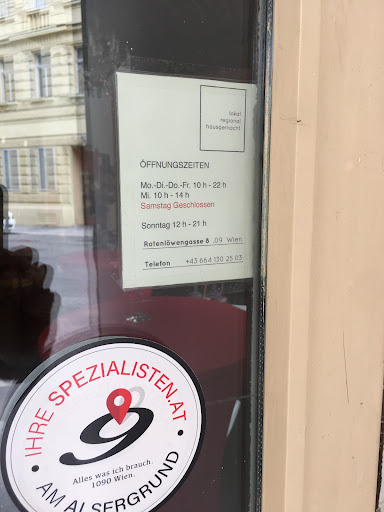 lokal
regional
hausgemacht
ÖFFNUNGSZEITEN
Mo.-Di.-Do.-Fr. 10 h - 22 h
Mi. 10 h - 14 h
Samstag Geschlossen
Sonntag 12 h - 21 h
Rotenlöwengasse 8 .09 Wien.
Telefon +43 664 130 25 03
IHRE SPEZIALISTEN.AT
9
Alles was ich brauch.
1090 Wien.
AM ALSERGRUND